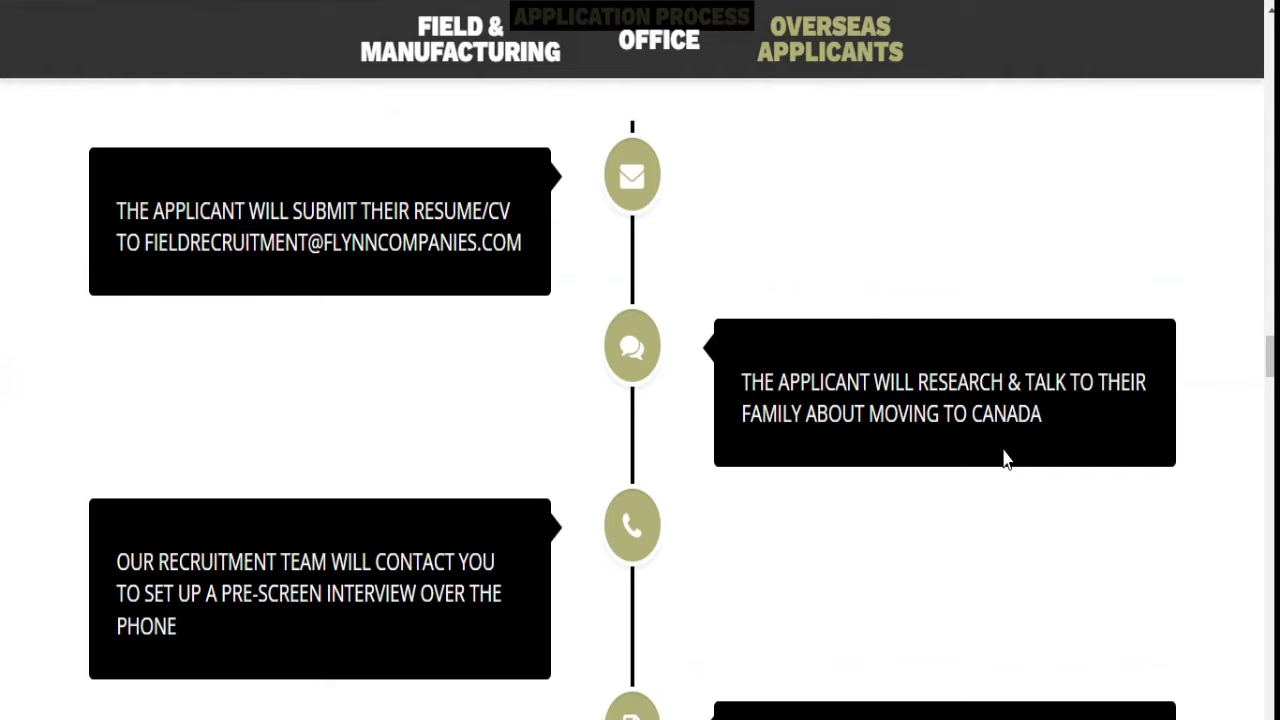 APPLICATION PROCESS
FIELD &
MANUFACTURING
OFFICE
OVERSEAS
APPLICANTS
THE APPLICANT WILL SUBMIT THEIR RESUME/CV
TO FIELDRECRUITMENT@FLYNNCOMPANIES.COM
THE APPLICANT WILL RESEARCH & TALK TO THEIR
FAMILY ABOUT MOVING TO CANADA
OUR RECRUITMENT TEAM WILL CONTACT YOU
TO SET UP A PRE-SCREEN INTERVIEW OVER THE
PHONE